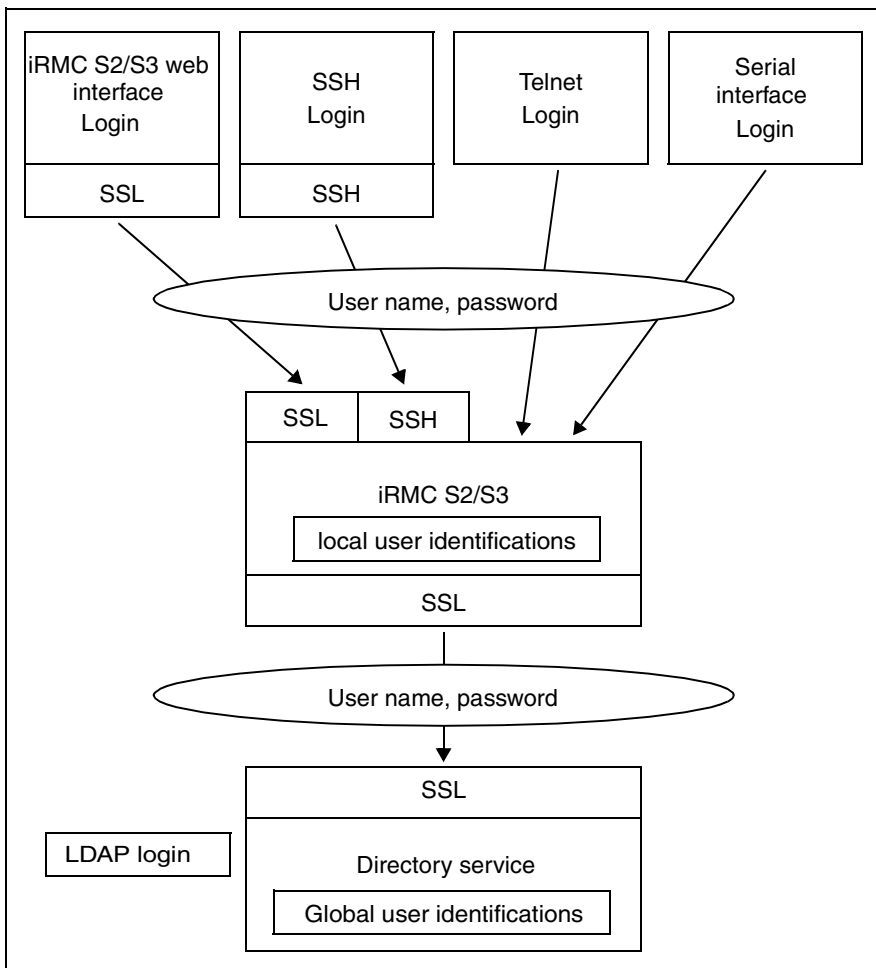 iRMC S2/S3 web
interface
Login
SSL
SSH
Login
SSH
Telnet
Login
Serial
interface
Login
User name, password
SSL
SSH
iRMC S2/S3
local user identifications
SSL
User name, password
SSL
LDAP login
Directory service
Global user identifications